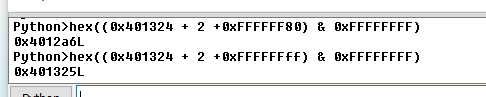 Python>hex((0x401324 + 2 +0xFFFFFF80) & 0xFFFFFFFF)
0x4012a6L
Python>hex((0x401324 + 2 +0xFFFFFFff) & 0xFFFFFFFF)
0x401325L
Python